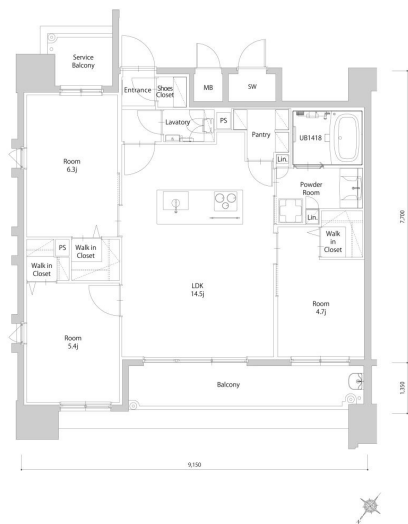 Service
Balcony
Entrance
Shoes
Closet
MB
SW
Lavatory
PS
Pantry
UB1418
Room
6.3j
Lin.
Powder
Room
Lin.
Walk in
Closet
PS
Walk in
Closet
Walk
in
Closet
LDK
14.5j
Room
4.7j
Room
5.4j
Balcony
7,700
1,350
9,150